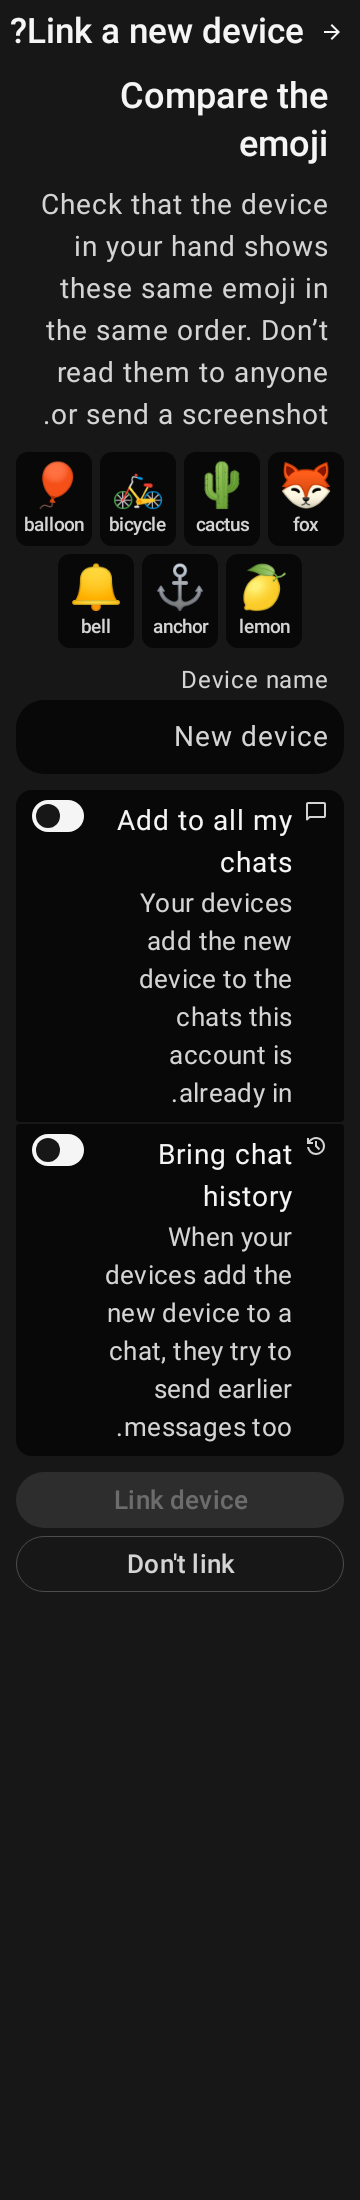 Link a new device?
Compare the
emoji
Check that the device
in your hand shows
these same emoji in
the same order. Don’t
read them to anyone
or send a screenshot.
fox
cactus
bicycle
balloon
lemon
anchor
bell
Device name
New device
Add to all my
chats
Your devices
add the new
device to the
chats this
account is
already in.
Bring chat
history
When your
devices add the
new device to a
chat, they try to
send earlier
messages too.
Link device
Don't link